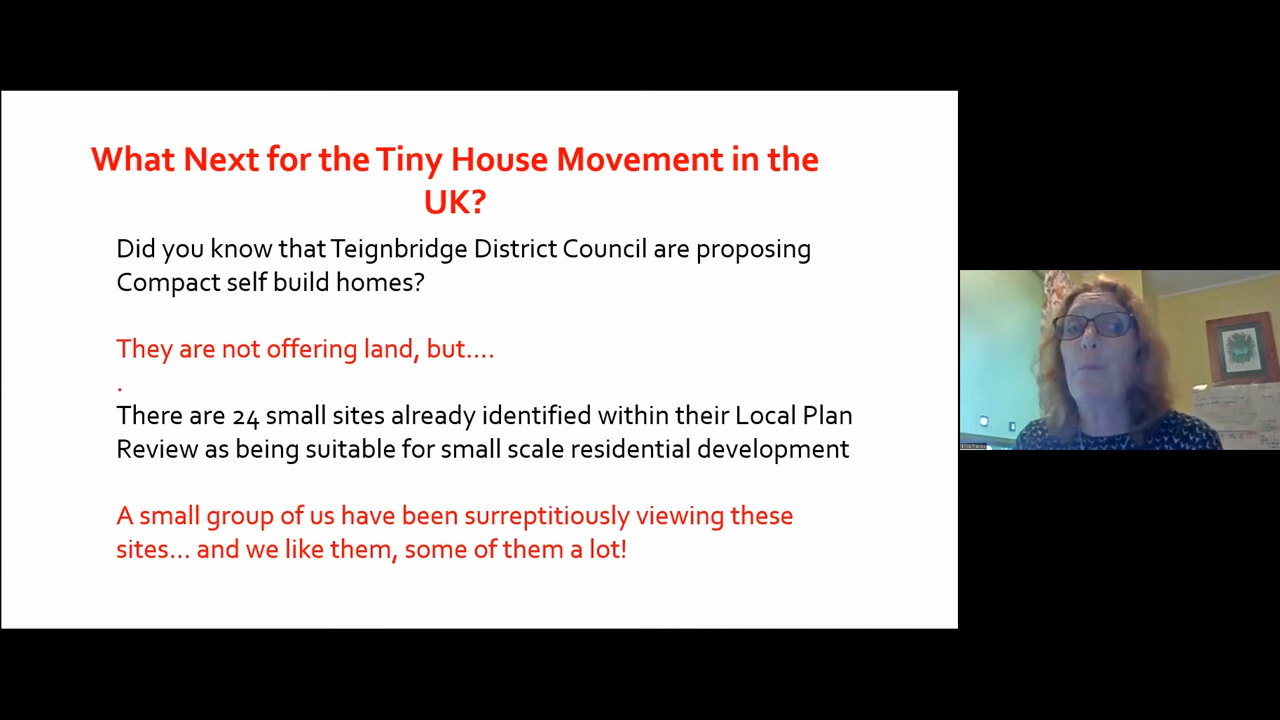 What Next for the Tiny House Movement in the
UK?
Did you know that Teignbridge District Council are proposing
Compact self build homes?
They are not offering land, but....
.
There are 24 small sites already identified within their Local Plan
Review as being suitable for small scale residential development
A small group of us have been surreptitiously viewing these
sites... and we like them, some of them a lot!